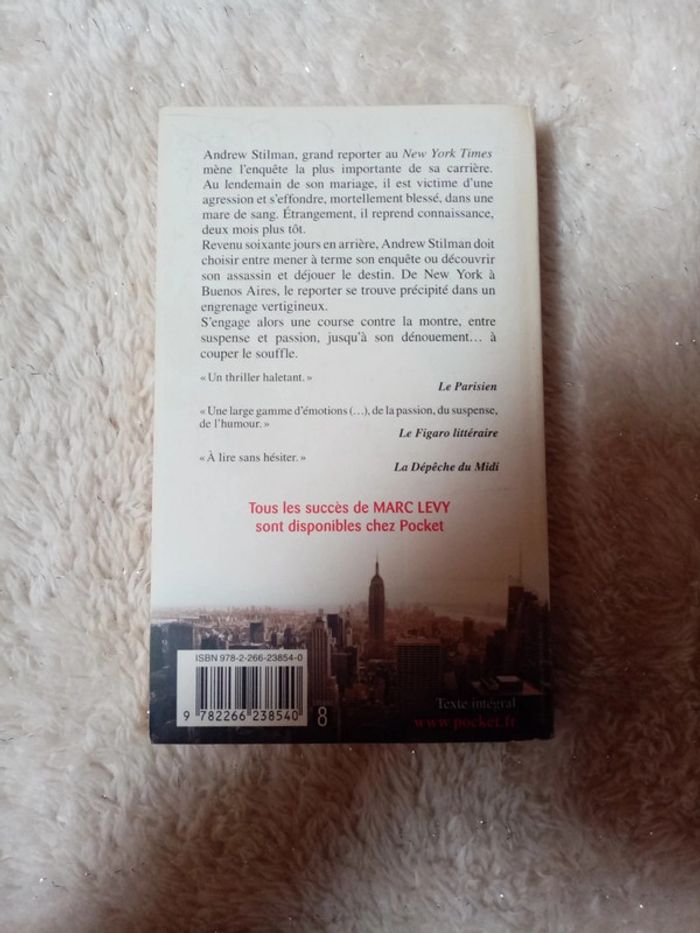 Andrew Stilman, grand reporter au New York Times
mène l'enquête la plus importante de sa carrière.
Au lendemain de son mariage, il est victime d'une
agression et s'effondre, mortellement blessé, dans une
mare de sang. Étrangement, il reprend connaissance,
deux mois plus tôt.
Revenu soixante jours en arrière, Andrew Stilman doit
choisir entre mener à terme son enquête ou découvrir
son assassin et déjouer le destin. De New York à
Buenos Aires, le reporter se trouve précipité dans un
engrenage vertigineux.
S'engage alors une course contre la montre, entre
suspense et passion, jusqu'à son dénouement... à
couper le souffle.
« Un thriller haletant. »
Le Parisien
« Une large gamme d'émotions (...), de la passion, du suspense,
de l'humour. »
Le Figaro littéraire
« À lire sans hésiter. »
La Dépêche du Midi
Tous les succès de MARC LEVY
sont disponibles chez Pocket
ISBN 978-2-266-23854-0
9 782266 238540
8
Texte intégral
www.pocket.fr